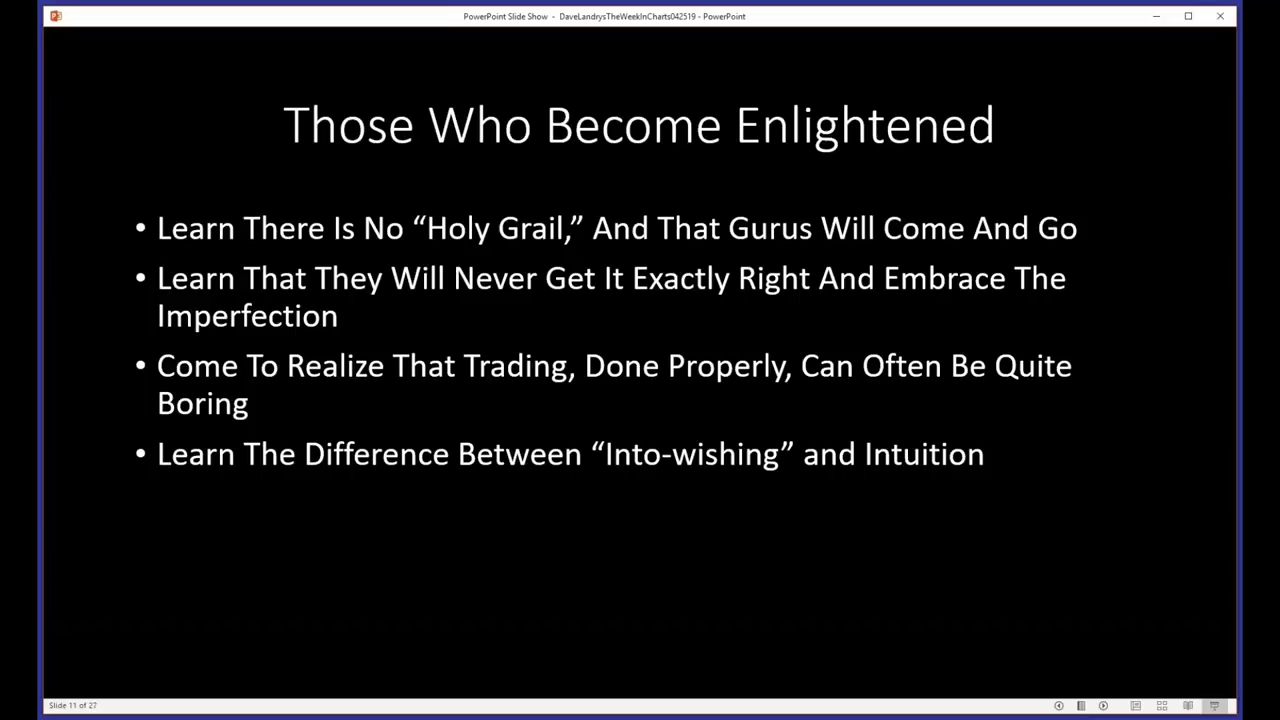 PowerPoint Slide Show - DaveLandrysTheWeekInCharts042519 - PowerPoint
Those Who Become Enlightened
• Learn There Is No “Holy Grail,” And That Gurus Will Come And Go
• Learn That They Will Never Get It Exactly Right And Embrace The
Imperfection
• Come To Realize That Trading, Done Properly, Can Often Be Quite
Boring
• Learn The Difference Between “Into-wishing” and Intuition
Slide 11 of 27